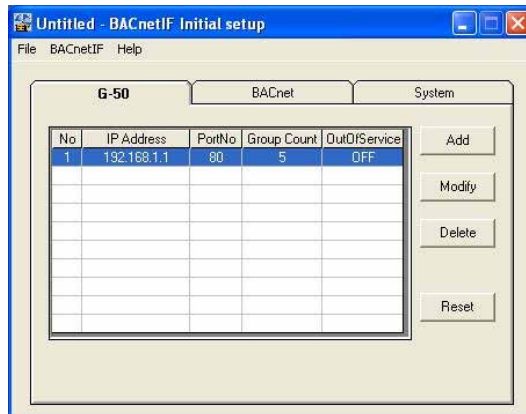 Untitled - BACnetIF Initial setup
File BACnetIF Help
G-50 BACnet System
No IP Address PortNo Group Count OutOfService
1 192.168.1.1 80 5 OFF
Add
Modify
Delete
Reset